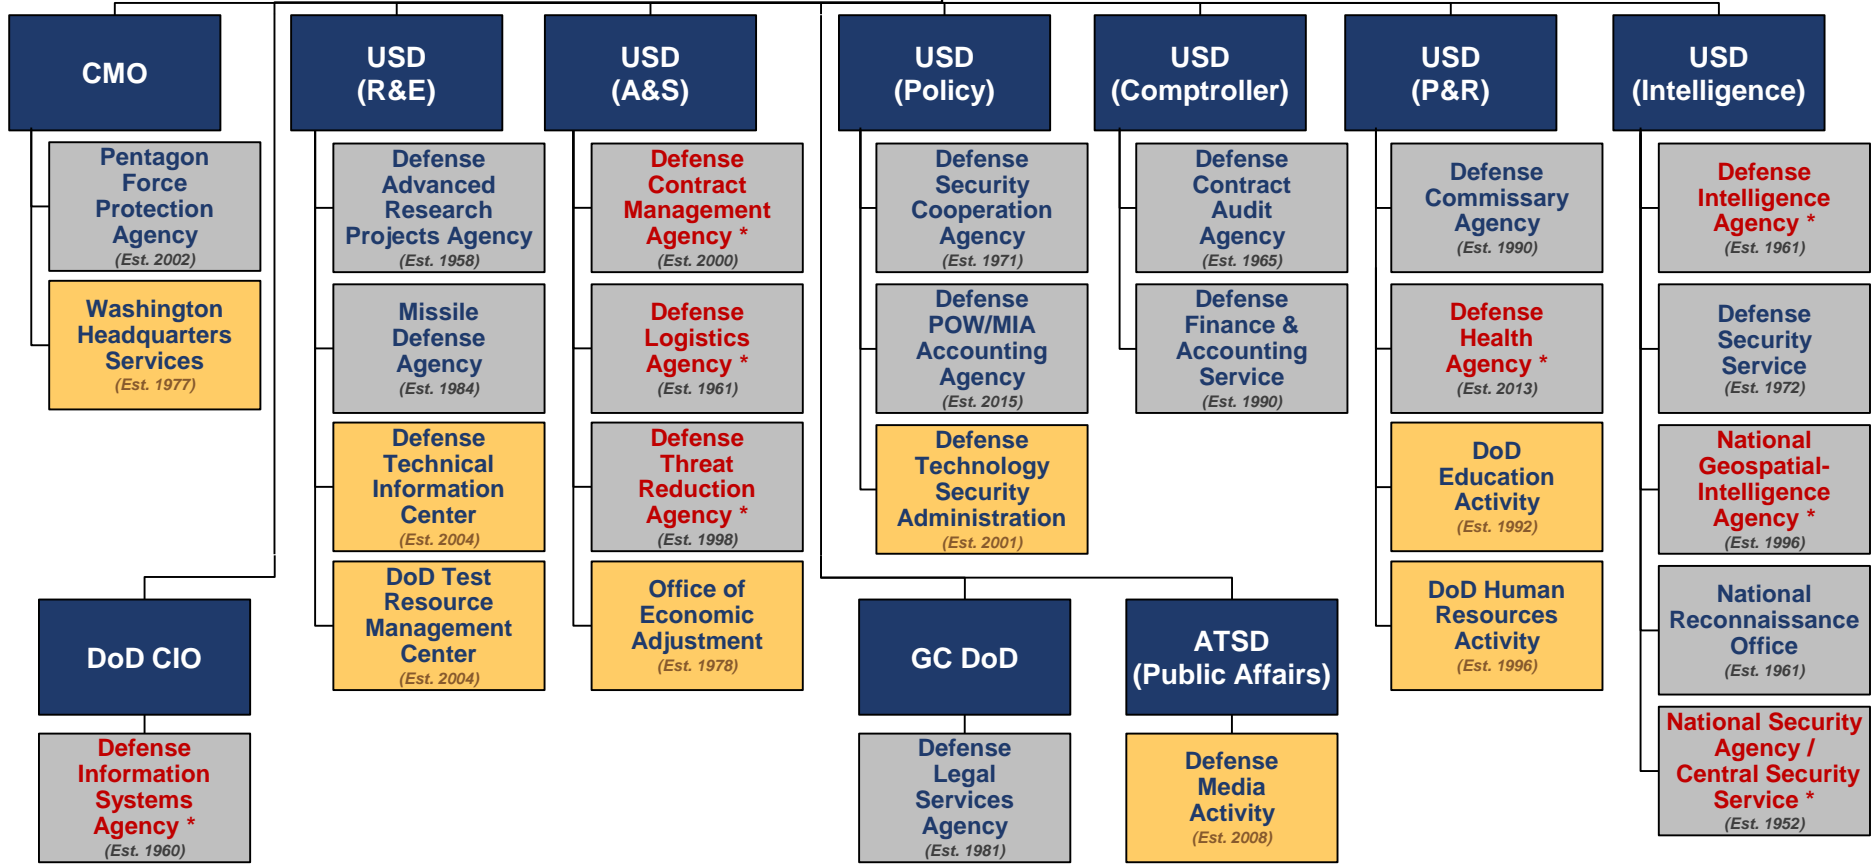 CMO
Pentagon
Force
Protection
Agency
(Est. 2002)
Washington
Headquarters
Services
(Est. 1977)
USD
(R&E)
Defense
Advanced
Research
Projects Agency
(Est. 1958)
Missile
Defense
Agency
(Est. 1984)
Defense
Technical
Information
Center
(Est. 2004)
DoD Test
Resource
Management
Center
(Est. 2004)
USD
(A&S)
Defense
Contract
Management
Agency *
(Est. 2000)
Defense
Logistics
Agency *
(Est. 1961)
Defense
Threat
Reduction
Agency *
(Est. 1998)
Office of
Economic
Adjustment
(Est. 1978)
USD
(Policy)
Defense
Security
Cooperation
Agency
(Est. 1971)
Defense
POW/MIA
Accounting
Agency
(Est. 2015)
Defense
Technology
Security
Administration
(Est. 2001)
USD
(Comptroller)
Defense
Contract
Audit
Agency
(Est. 1965)
Defense
Finance &
Accounting
Service
(Est. 1990)
USD
(P&R)
Defense
Commissary
Agency
(Est. 1990)
Defense
Health
Agency *
(Est. 2013)
DoD
Education
Activity
(Est. 1992)
DoD Human
Resources
Activity
(Est. 1996)
USD
(Intelligence)
Defense
Intelligence
Agency *
(Est. 1961)
Defense
Security
Service
(Est. 1972)
National
Geospatial-
Intelligence
Agency *
(Est. 1996)
National
Reconnaissance
Office
(Est. 1961)
National Security
Agency /
Central Security
Service *
(Est. 1952)
DoD CIO
Defense
Information
Systems
Agency *
(Est. 1960)
GC DoD
Defense
Legal
Services
Agency
(Est. 1981)
ATSD
(Public Affairs)
Defense
Media
Activity
(Est. 2008)